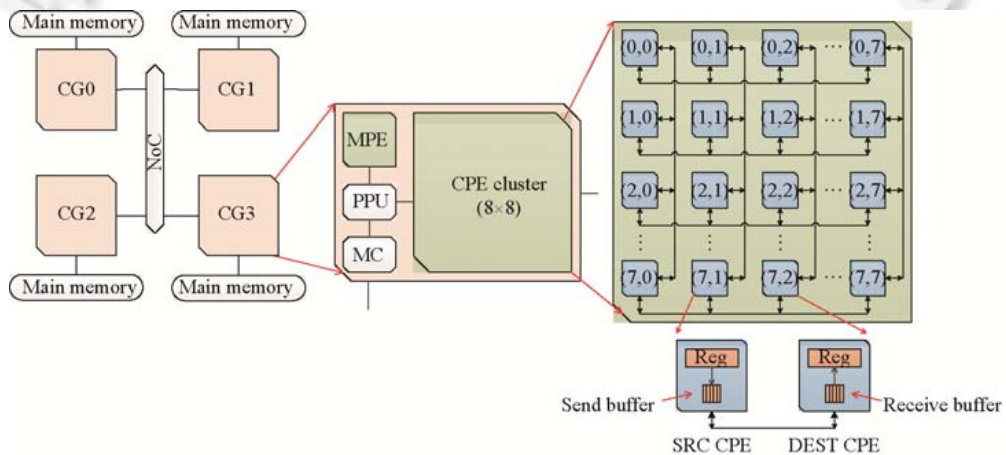 Main memory
Main memory
CG0
CG1
NoC
CG2
CG3
Main memory
Main memory
MPE
PPU
MC
CPE cluster
(8×8)
(0,0) (0,1) (0,2) ··· (0,7)
(1,0) (1,1) (1,2) ··· (1,7)
(2,0) (2,1) (2,2) ··· (2,7)
(7,0) (7,1) (7,2) ··· (7,7)
Reg
Reg
Send buffer
Receive buffer
SRC CPE
DEST CPE